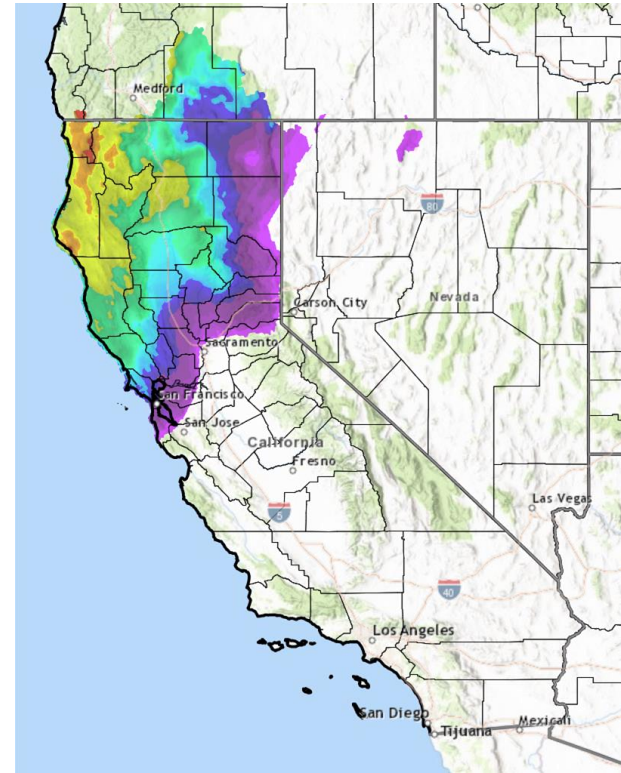 Medford
80
Carson City
Nevada
Sacramento
San Francisco
San Jose
California
Fresno
Las Vegas
5
40
Los Angeles
San Diego
Mexicali
Tijuana